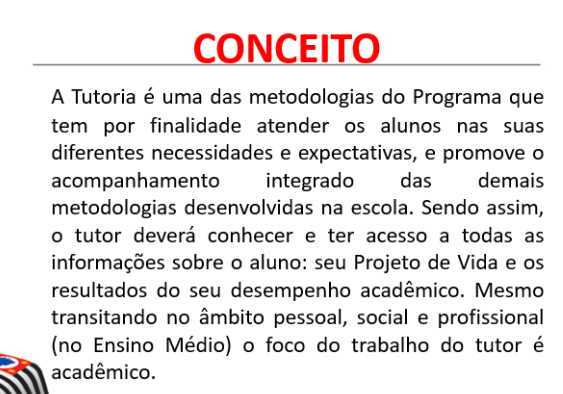 CONCEITO
A Tutoria é uma das metodologias do Programa que
tem por finalidade atender os alunos nas suas
diferentes necessidades e expectativas, e promove o
acompanhamento integrado das demais
metodologias desenvolvidas na escola. Sendo assim,
o tutor deverá conhecer e ter acesso a todas as
informações sobre o aluno: seu Projeto de Vida e os
resultados do seu desempenho acadêmico. Mesmo
transitando no âmbito pessoal, social e profissional
(no Ensino Médio) o foco do trabalho do tutor é
acadêmico.